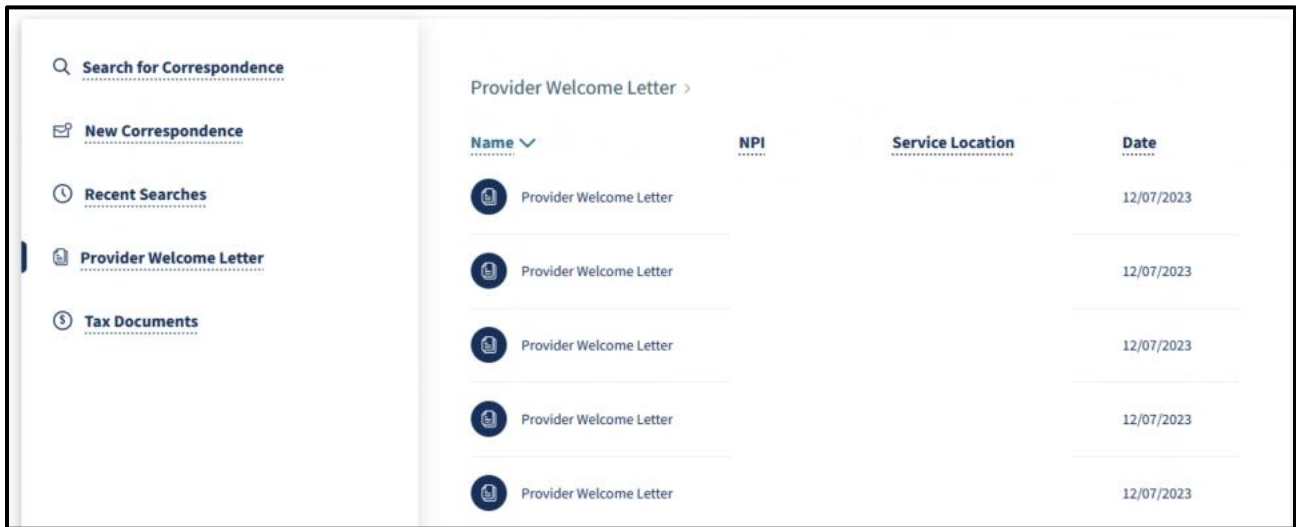 Search for Correspondence
New Correspondence
Recent Searches
Provider Welcome Letter
Tax Documents
Provider Welcome Letter >
Name NPI Service Location Date
Provider Welcome Letter 12/07/2023
Provider Welcome Letter 12/07/2023
Provider Welcome Letter 12/07/2023
Provider Welcome Letter 12/07/2023
Provider Welcome Letter 12/07/2023